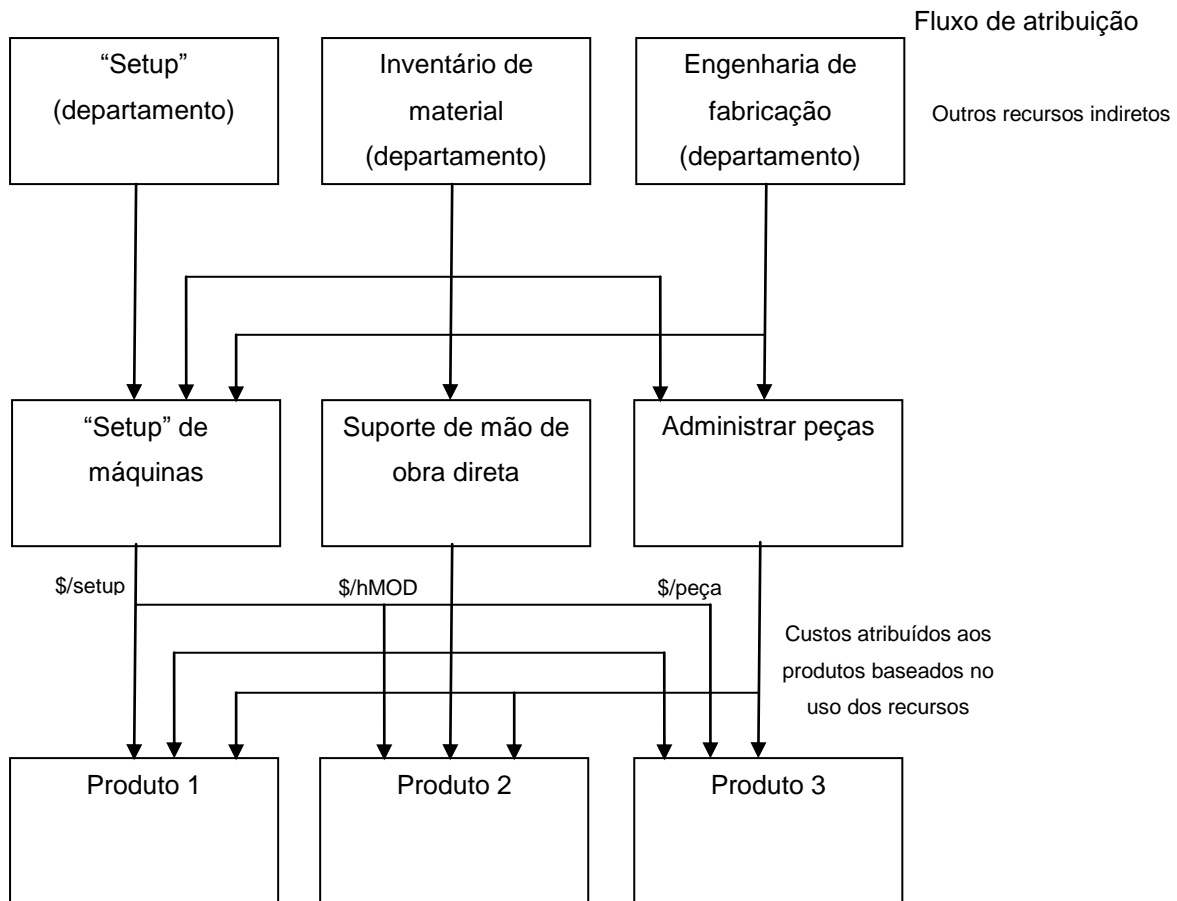 Fluxo de atribuição
“Setup”
(departamento)
Inventário de
material
(departamento)
Engenharia de
fabricação
(departamento)
Outros recursos indiretos
“Setup” de
máquinas
Suporte de mão de
obra direta
Administrar peças
$/setup
$/hMOD
$/peça
Custos atribuídos aos
produtos baseados no
uso dos recursos
Produto 1
Produto 2
Produto 3